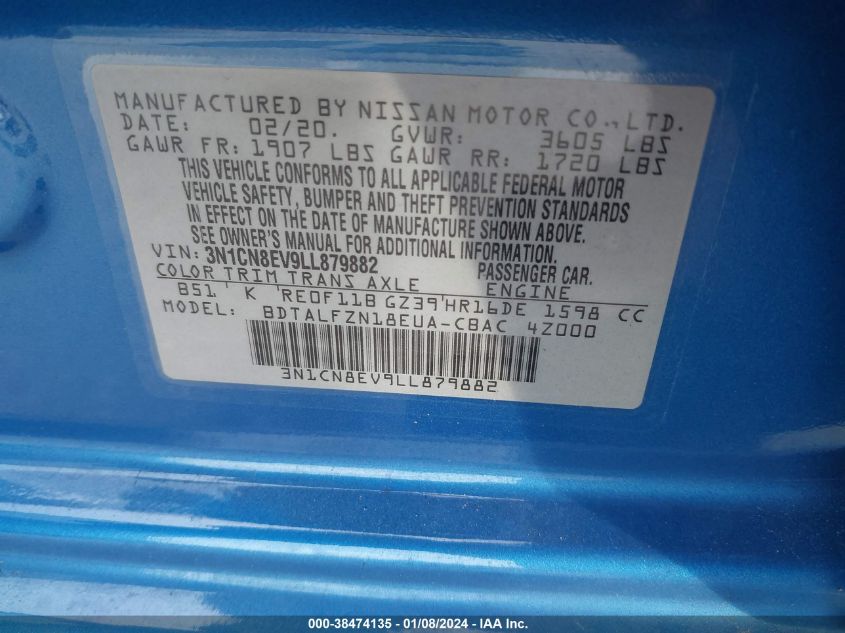 MANUFACTURED BY NISSAN MOTOR CO., LTD.
DATE: 02/20. GVWR: 3605 LBS
GAWR FR: 1907 LBS GAWR RR: 1720 LBS
THIS VEHICLE CONFORMS TO ALL APPLICABLE FEDERAL MOTOR
VEHICLE SAFETY, BUMPER AND THEFT PREVENTION STANDARDS
IN EFFECT ON THE DATE OF MANUFACTURE SHOWN ABOVE.
SEE OWNER'S MANUAL FOR ADDITIONAL INFORMATION.
VIN: 3N1CN8EV9LL879882 PASSENGER CAR.
COLOR TRIM TRANS AXLE ENGINE
B51 ' K 'RE0F11B GZ39'HR16DE 1598 CC
MODEL: BDTALFZN18EUA-C8AC 4Z000
3N1CN8EV9LL879882
000-38474135 - 01/08/2024 - IAA Inc.